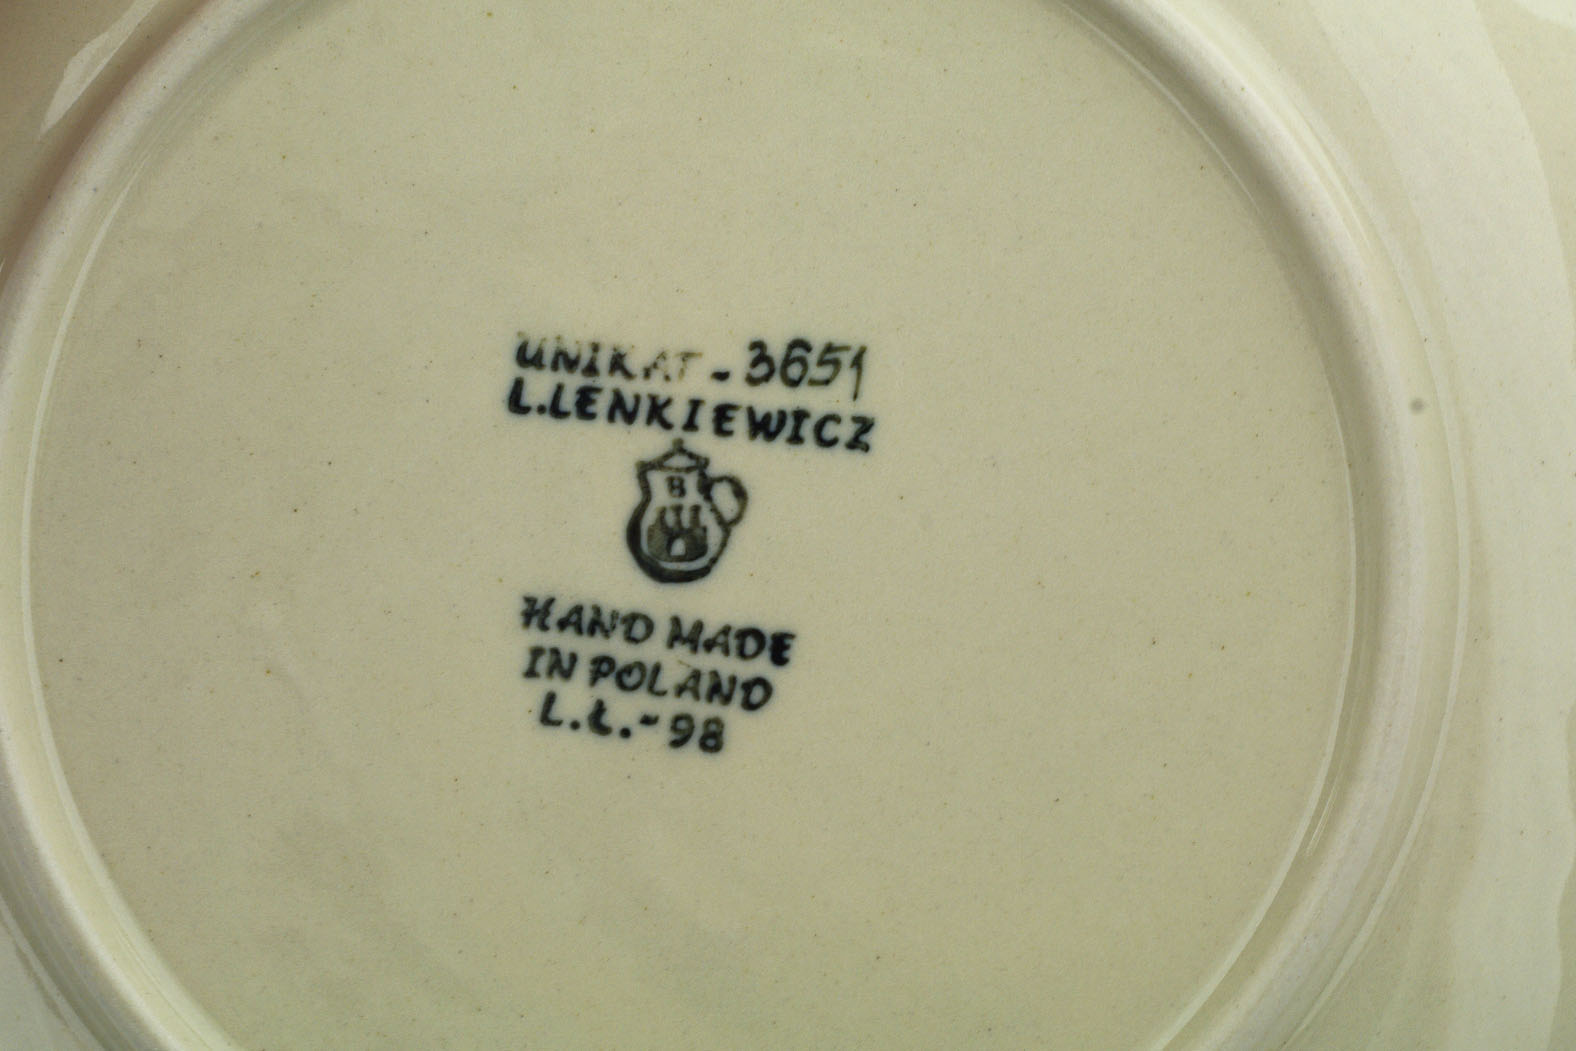 UNIKAT - 3651
L.LENKIEWICZ
B
HAND MADE
IN POLAND
L.Ł.-98